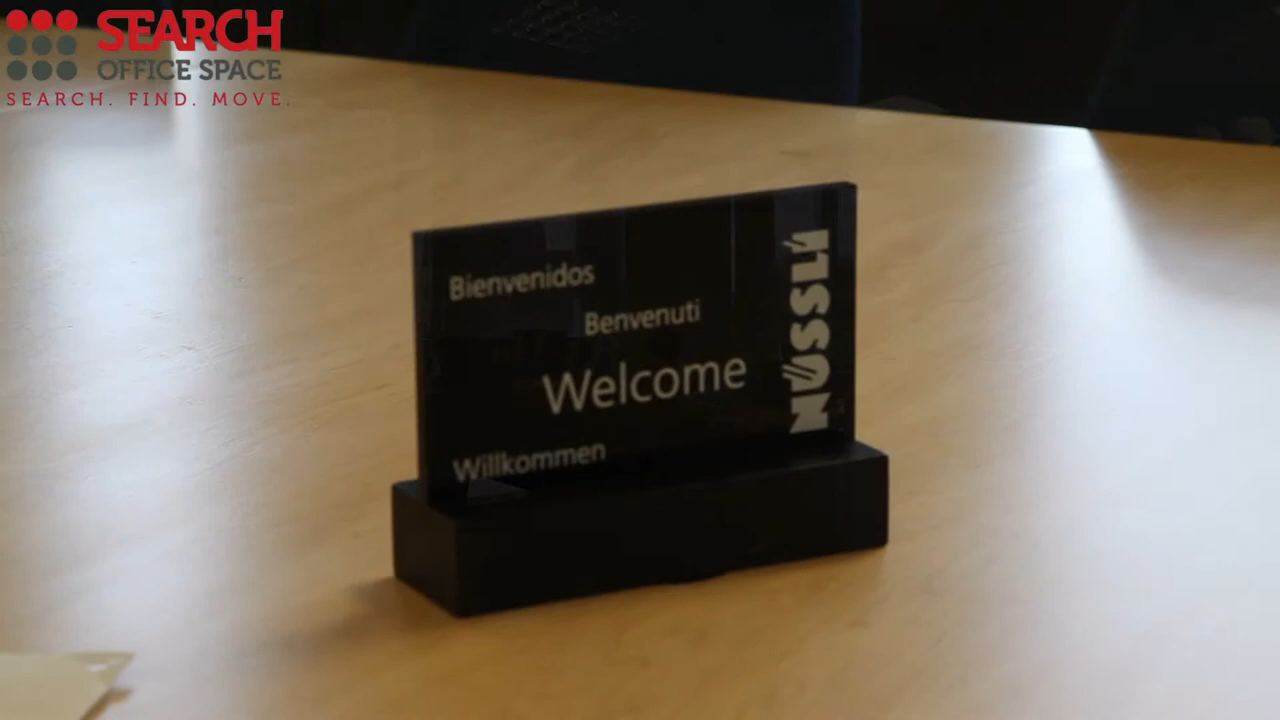 SEARCH
OFFICE SPACE
SEARCH. FIND. MOVE.
Bienvenidos
Benvenuti
Welcome
Willkommen
NÜSSLI